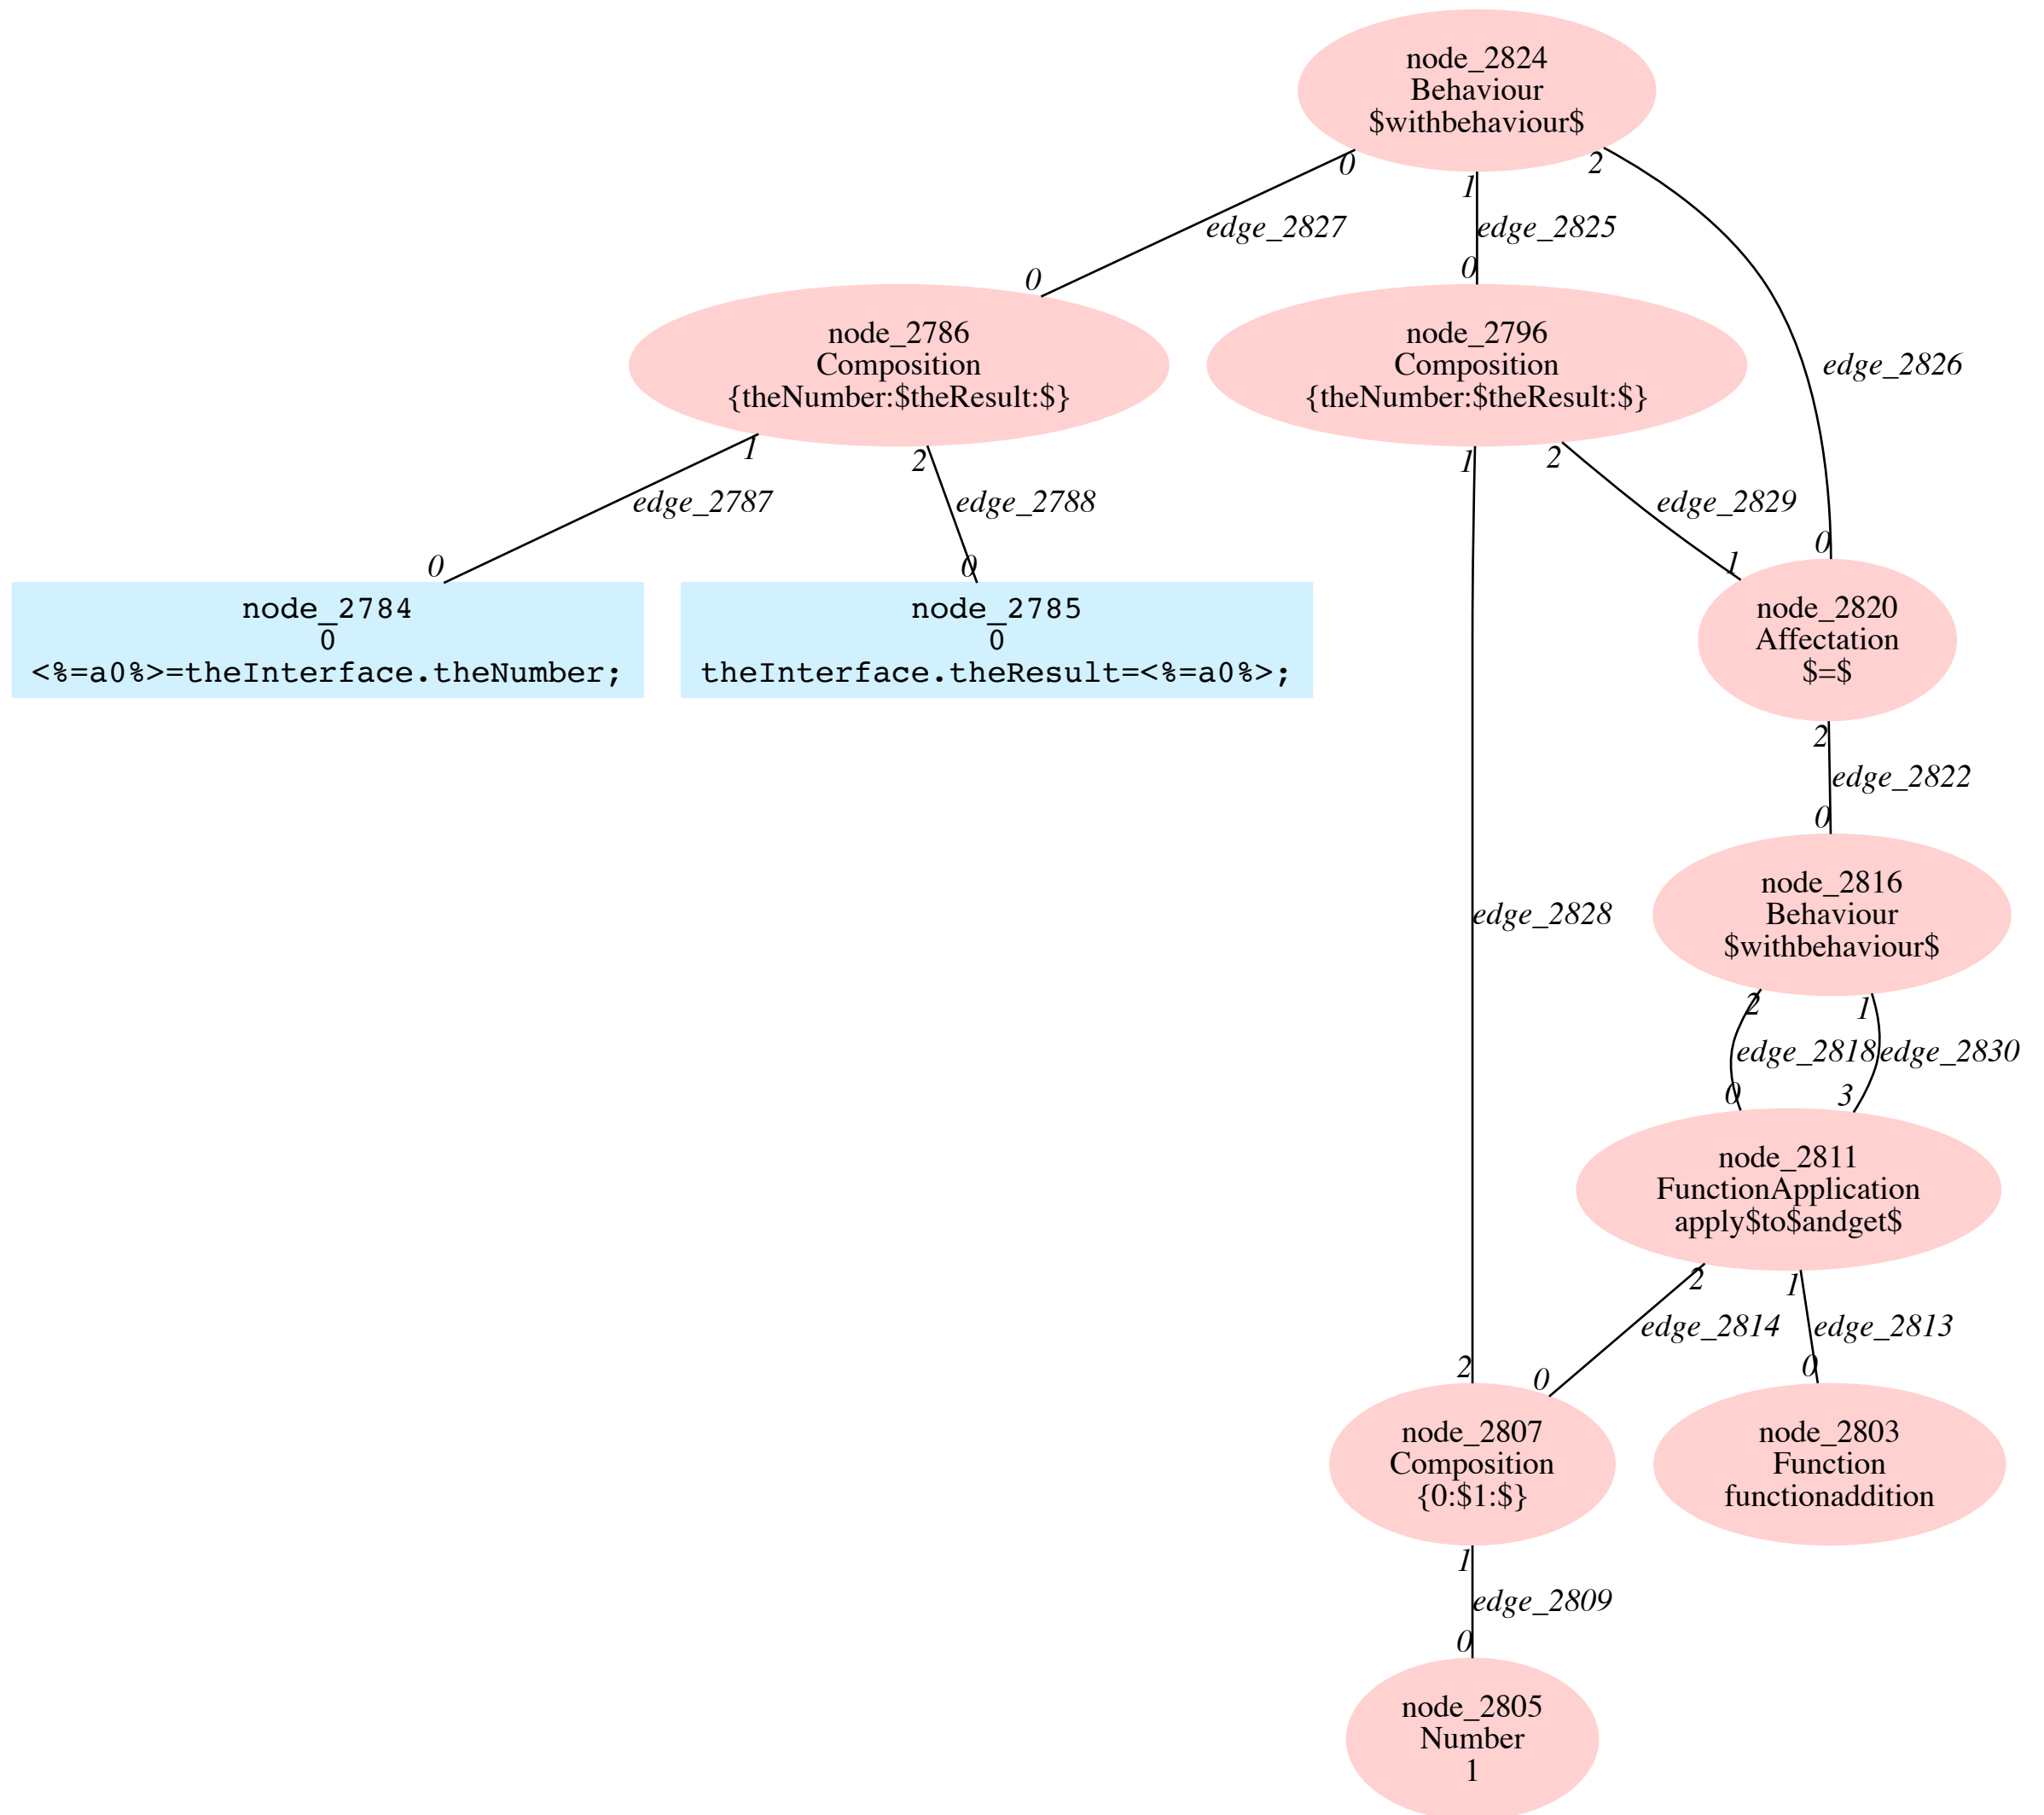 node_2824
Behaviour
$withbehaviour$
0
1
2
edge_2827
edge_2825
0
0
node_2786
Composition
{theNumber:$theResult:$}
node_2796
Composition
{theNumber:$theResult:$}
edge_2826
1
2
1
2
edge_2787
edge_2788
edge_2829
0
0
1
0
node_2784
0
<%=a0%>=theInterface.theNumber;
node_2785
0
theInterface.theResult=<%=a0%>;
node_2820
Affectation
$=$
2
edge_2822
0
node_2816
Behaviour
$withbehaviour$
edge_2828
2
1
edge_2818
edge_2830
0
3
node_2811
FunctionApplication
apply$to$andget$
2
1
edge_2814
edge_2813
2
0
0
node_2807
Composition
{0:$1:$}
node_2803
Function
functionaddition
1
edge_2809
0
node_2805
Number
1